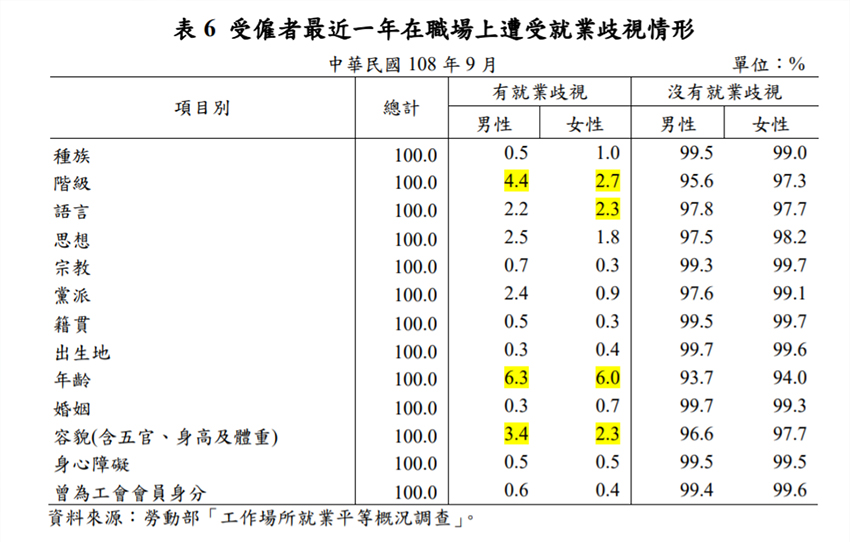 表 6 受僱者最近一年在職場上遭受就業歧視情形
中華民國 108 年 9 月 單位：%
項目別 總計 有就業歧視 沒有就業歧視
男性 女性 男性 女性
種族 100.0 0.5 1.0 99.5 99.0
階級 100.0 4.4 2.7 95.6 97.3
語言 100.0 2.2 2.3 97.8 97.7
思想 100.0 2.5 1.8 97.5 98.2
宗教 100.0 0.7 0.3 99.3 99.7
黨派 100.0 2.4 0.9 97.6 99.1
籍貫 100.0 0.5 0.3 99.5 99.7
出生地 100.0 0.3 0.4 99.7 99.6
年齡 100.0 6.3 6.0 93.7 94.0
婚姻 100.0 0.3 0.7 99.7 99.3
容貌(含五官、身高及體重) 100.0 3.4 2.3 96.6 97.7
身心障礙 100.0 0.5 0.5 99.5 99.5
曾為工會會員身分 100.0 0.6 0.4 99.4 99.6
資料來源：勞動部「工作場所就業平等概況調查」。